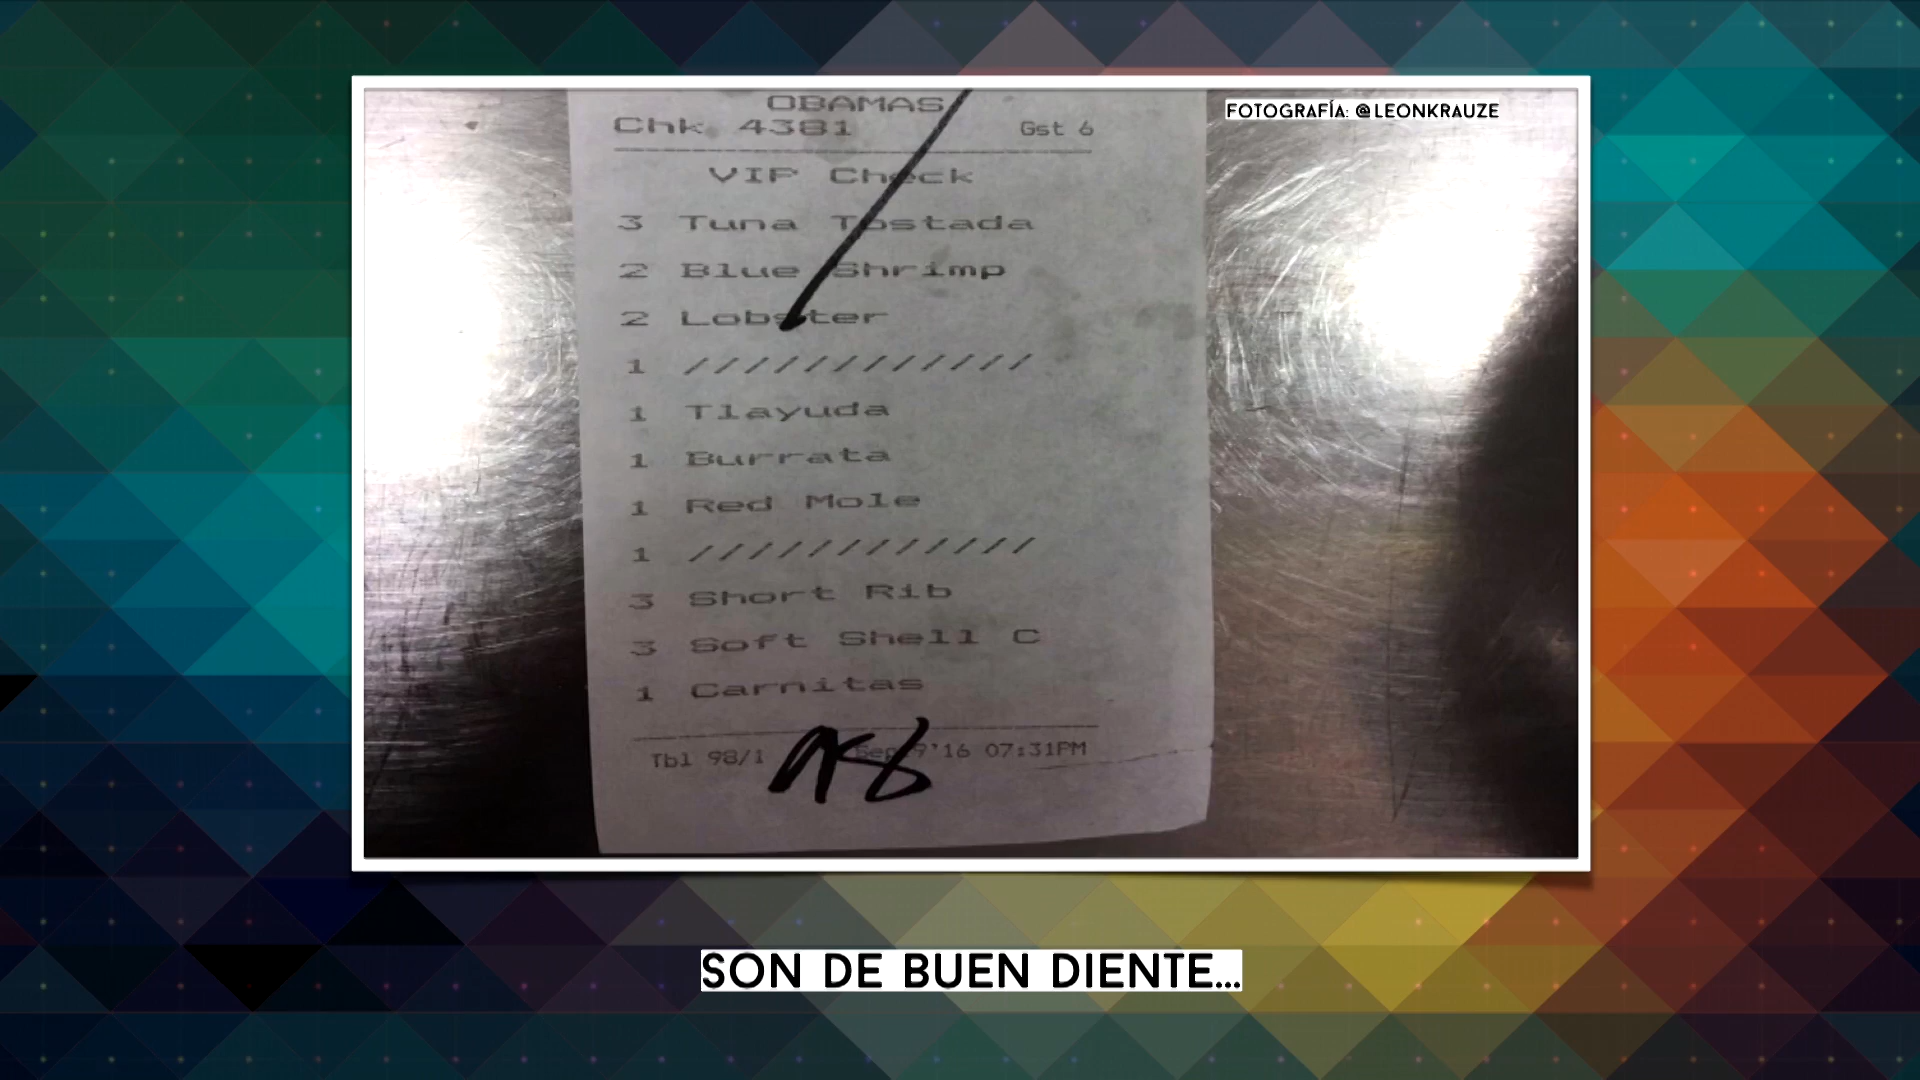 OBAMAS
FOTOGRAFÍA: @LEONKRAUZE
Chk 4381 Gst 6
VIP Check
3 Tuna Tostada
2 Blue Shrimp
2 Lobster
1 ////////////
1 Tlayuda
1 Burrata
1 Red Mole
1 ////////////
3 Short Rib
3 Soft Shell C
1 Carnitas
Tbl 98/1 Sep 9'16 07:31PM
SON DE BUEN DIENTE...